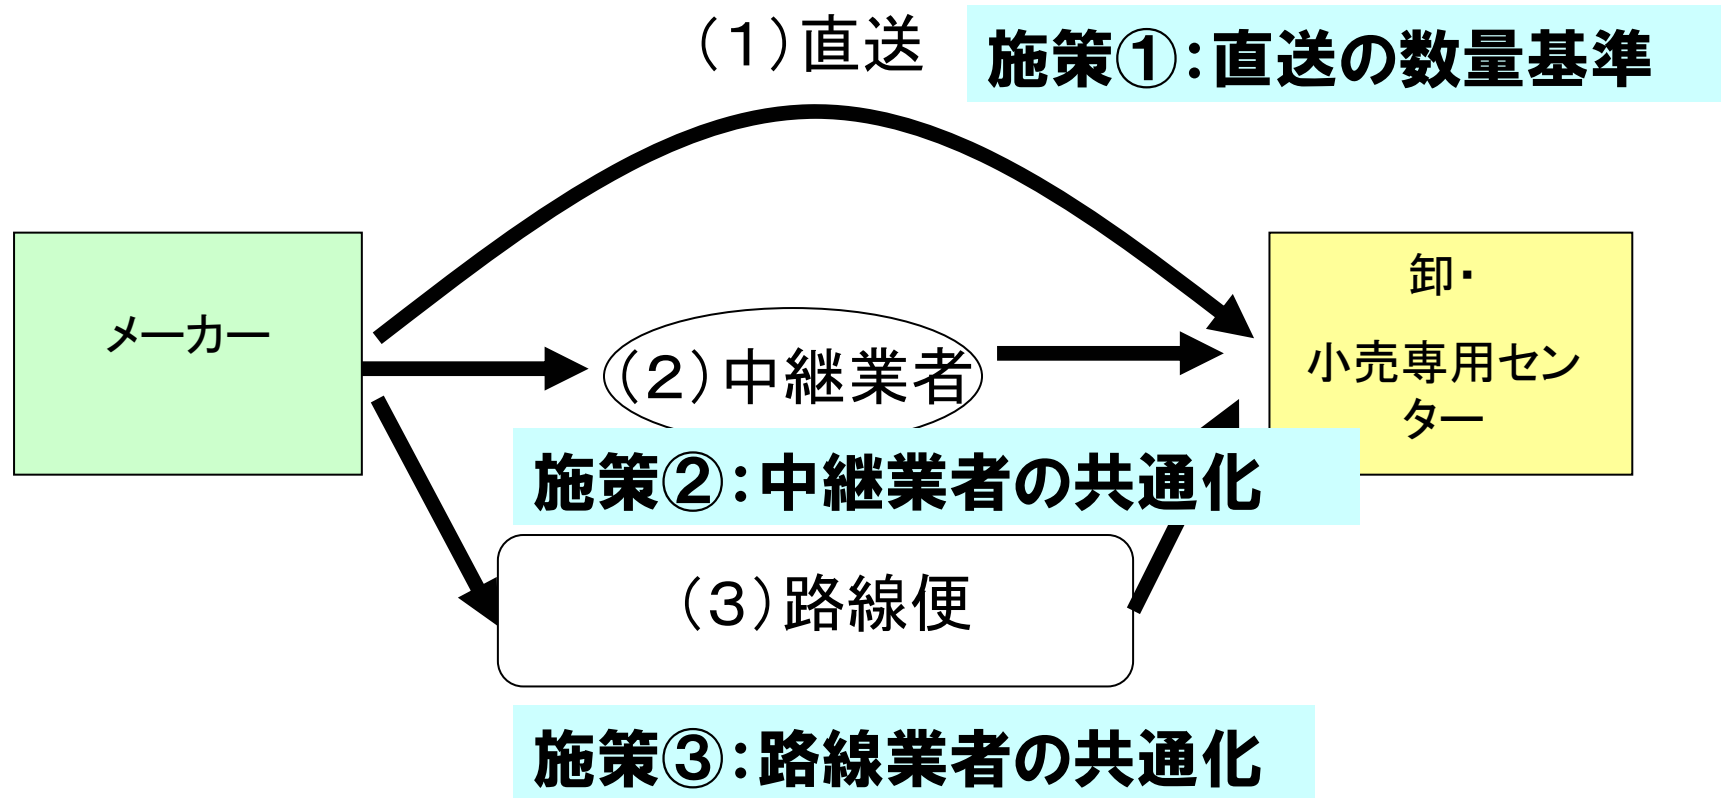 （１）直送
施策①：直送の数量基準
メーカー
卸・
小売専用セン
ター
（２）中継業者
施策②：中継業者の共通化
（３）路線便
施策③：路線業者の共通化